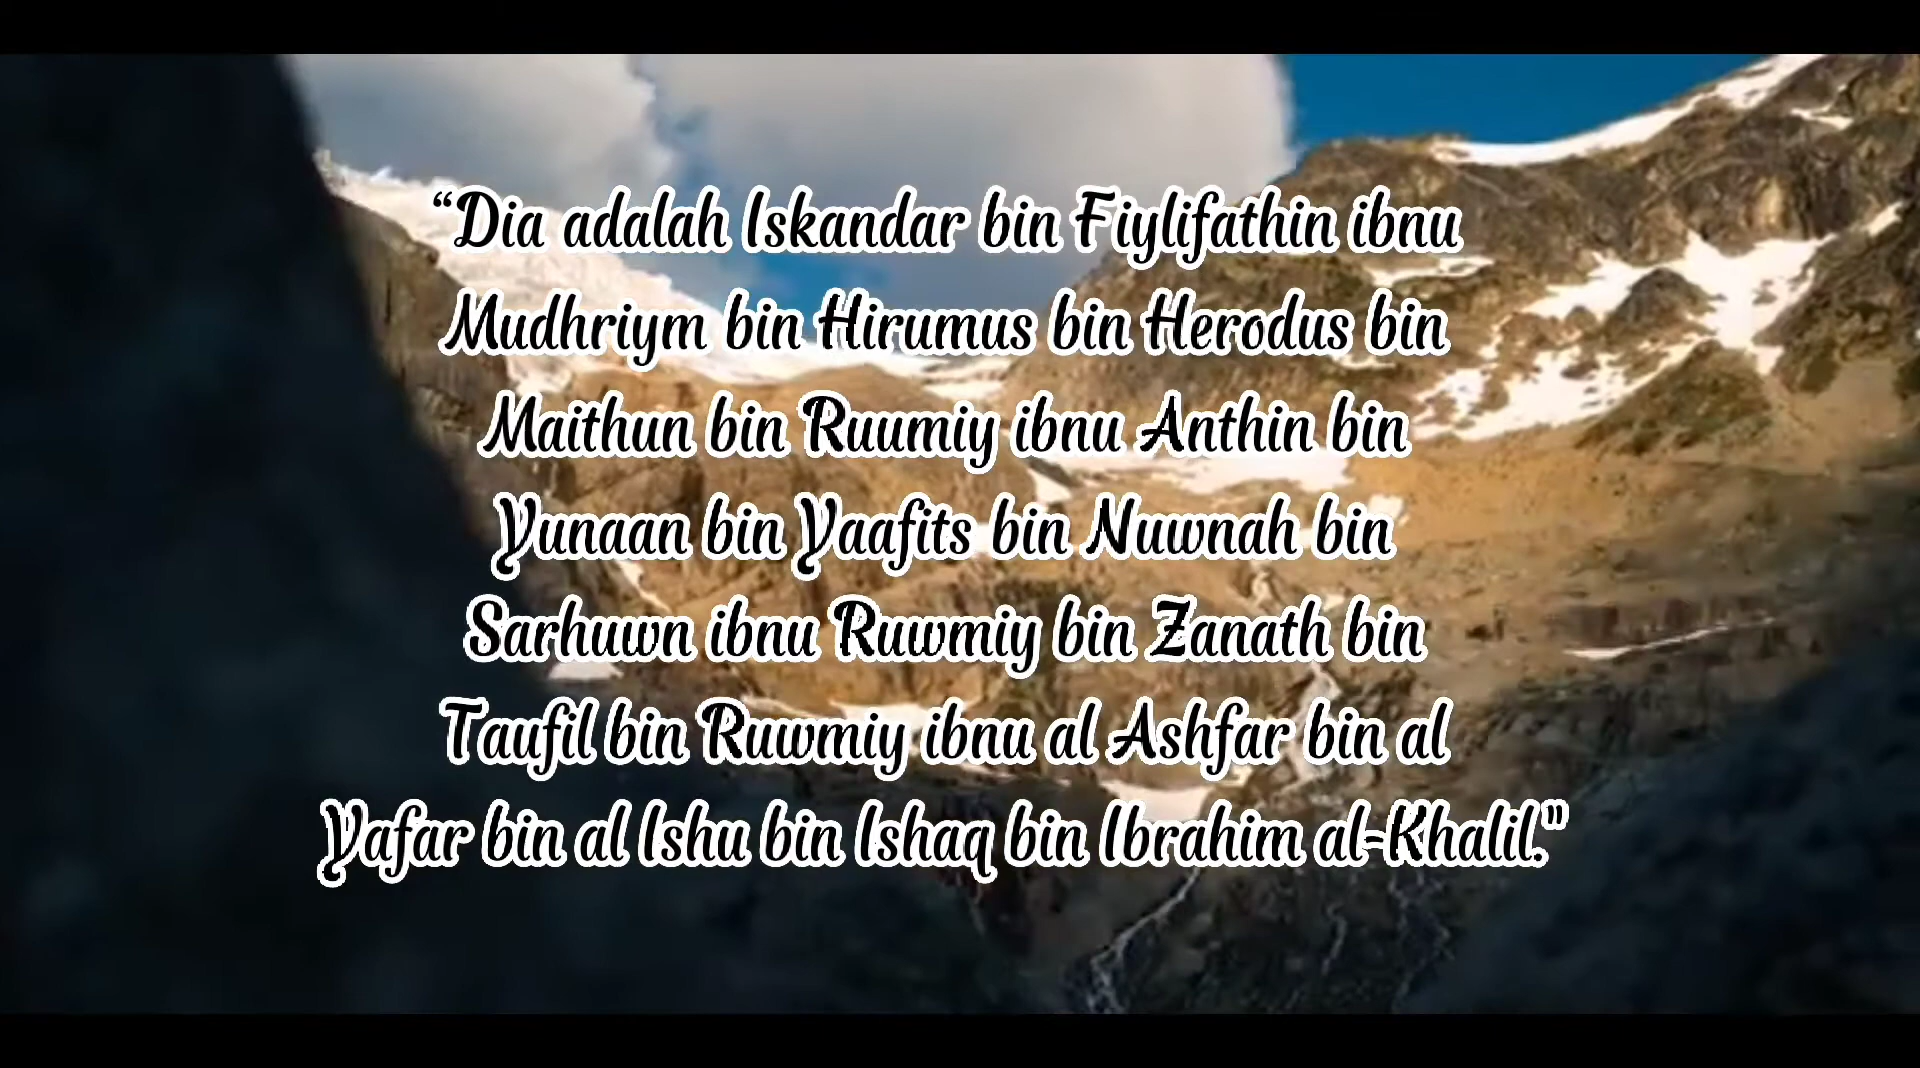 “Dia adalah Iskandar bin Fiylifathin ibnu
Mudhriym bin Hirumus bin Herodus bin
Maithun bin Ruumiy ibnu Anthin bin
Yunaan bin Yaafits bin Nuwnah bin
Sarhuwn ibnu Ruwmiy bin Zanath bin
Taufil bin Ruwmiy ibnu al Ashfar bin al
Yafar bin al Ishu bin Ishaq bin Ibrahim al-Khalil."